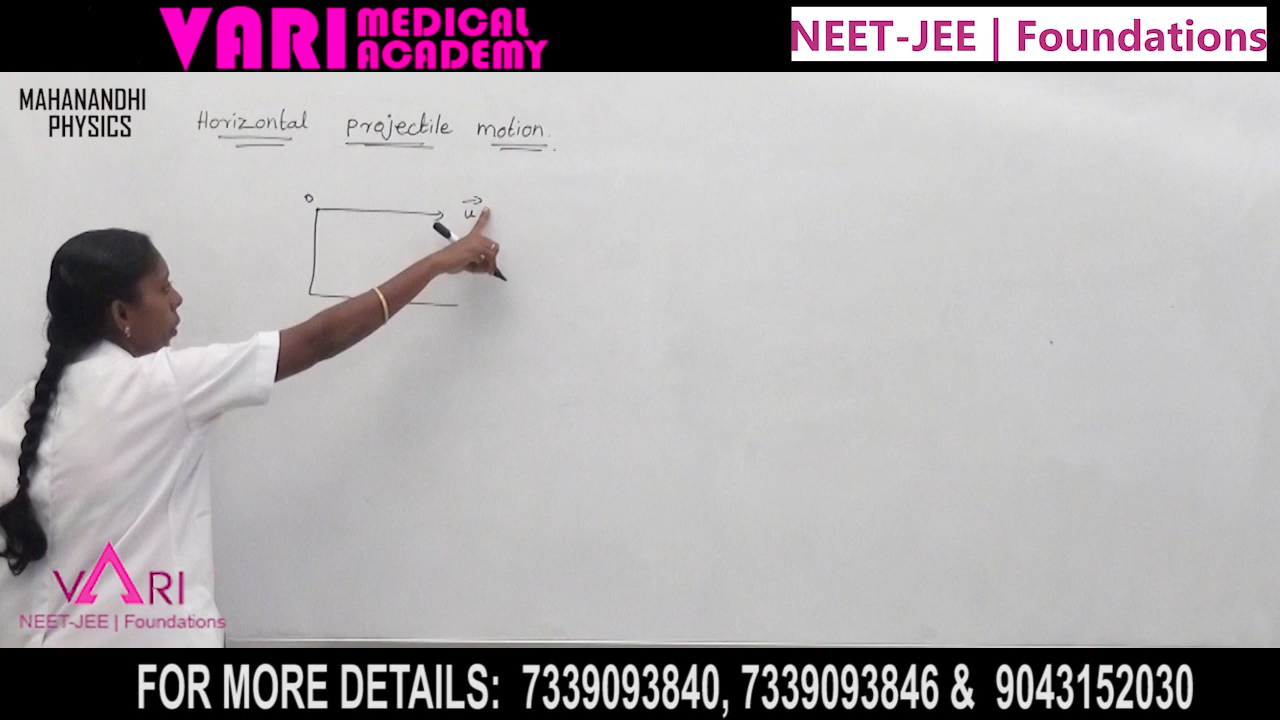 VARI MEDICAL ACADEMY
NEET-JEE | Foundations
MAHANANDHI
PHYSICS
Horizontal projectile motion.
O
u
VARI
NEET-JEE | Foundations
FOR MORE DETAILS: 7339093840, 7339093846 & 9043152030